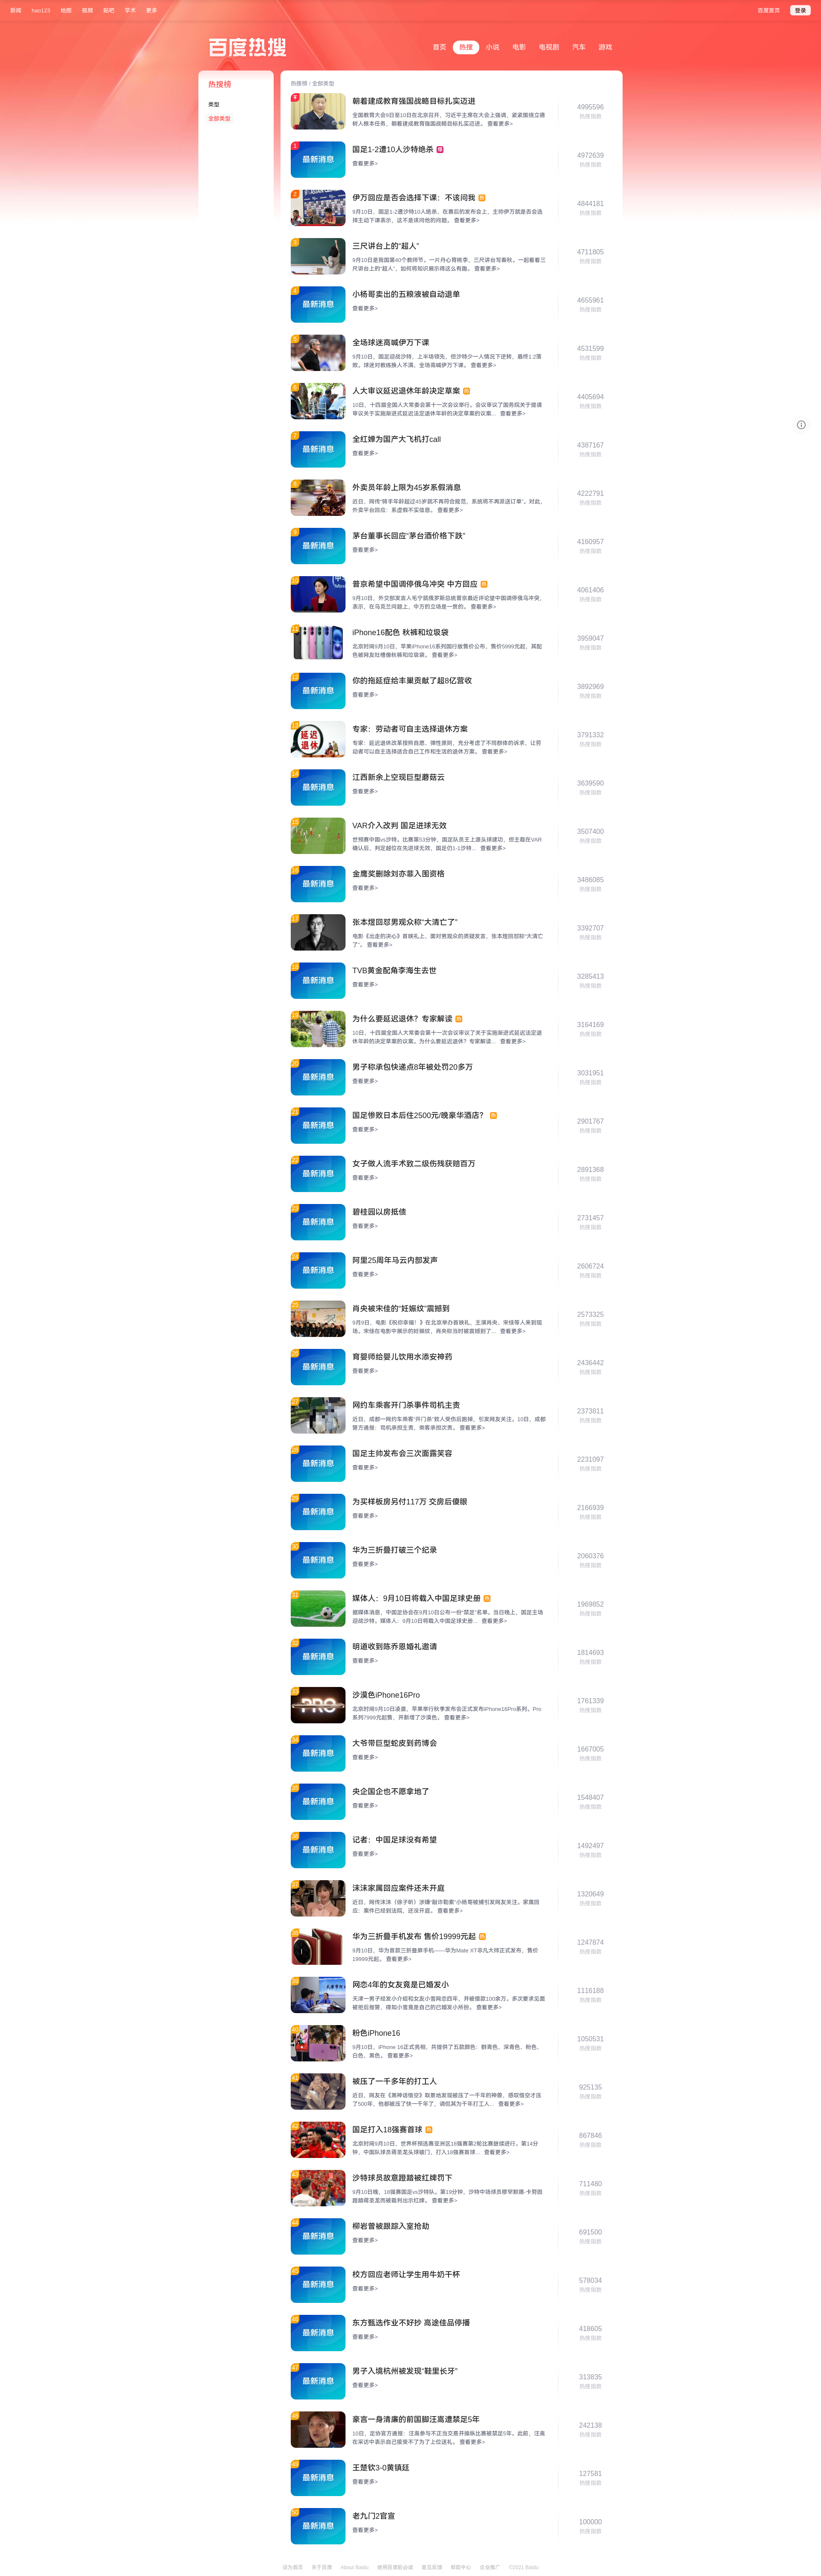 新闻 hao123 地图 视频 贴吧 学术 更多 百度首页 登录
百度热搜
首页 热搜 小说 电影 电视剧 汽车 游戏
热搜榜
类型
全部类型
热搜榜 / 全部类型
朝着建成教育强国战略目标扎实迈进
全国教育大会9日至10日在北京召开，习近平主席在大会上强调，紧紧围绕立德
树人根本任务，朝着建成教育强国战略目标扎实迈进。 查看更多>
4995596
热搜指数
1
最新消息
国足1-2遭10人沙特绝杀
查看更多>
4972639
热搜指数
2
伊万回应是否会选择下课：不该问我 热
9月10日，国足1-2遭沙特10人绝杀，在赛后的发布会上，主帅伊万就是否会选
择主动下课表示，这不是该问他的问题。 查看更多>
4844181
热搜指数
3
三尺讲台上的“超人”
9月10日是我国第40个教师节。一片丹心育桃李，三尺讲台写春秋。一起看看三
尺讲台上的“超人”，如何将知识展示得这么有趣。 查看更多>
4711805
热搜指数
4
最新消息
小杨哥卖出的五粮液被自动退单
查看更多>
4655961
热搜指数
5
全场球迷高喊伊万下课
9月10日，国足迎战沙特，上半场领先，但沙特少一人情况下逆转，最终1:2落
败。球迷对教练换人不满，全场高喊伊万下课。 查看更多>
4531599
热搜指数
6
人大审议延迟退休年龄决定草案 热
10日，十四届全国人大常委会第十一次会议举行。会议审议了国务院关于提请
审议关于实施渐进式延迟法定退休年龄的决定草案的议案... 查看更多>
4405694
热搜指数
7
最新消息
全红婵为国产大飞机打call
查看更多>
4387167
热搜指数
8
外卖员年龄上限为45岁系假消息
近日，网传“骑手年龄超过45岁就不再符合规范，系统将不再派送订单”。对此，
外卖平台回应：系虚假不实信息。 查看更多>
4222791
热搜指数
9
最新消息
茅台董事长回应“茅台酒价格下跌”
查看更多>
4160957
热搜指数
10
普京希望中国调停俄乌冲突 中方回应 热
9月10日，外交部发言人毛宁就俄罗斯总统普京最近评论望中国调停俄乌冲突，
表示，在乌克兰问题上，中方的立场是一贯的。 查看更多>
4061406
热搜指数
11
iPhone16配色 秋裤和垃圾袋
北京时间9月10日，苹果iPhone16系列国行版售价公布，售价5999元起，其配
色被网友吐槽像秋裤和垃圾袋。 查看更多>
3959047
热搜指数
12
最新消息
你的拖延症给丰巢贡献了超8亿营收
查看更多>
3892969
热搜指数
13
延迟
退休
专家：劳动者可自主选择退休方案
专家：延迟退休改革按照自愿、弹性原则，充分考虑了不同群体的诉求，让劳
动者可以自主选择适合自己工作和生活的退休方案。 查看更多>
3791332
热搜指数
14
最新消息
江西新余上空现巨型蘑菇云
查看更多>
3639590
热搜指数
15
VAR介入改判 国足进球无效
世预赛中国vs沙特，比赛第53分钟，国足队员王上源头球建功，但主裁在VAR
确认后，判定越位在先进球无效，国足仍1-1沙特... 查看更多>
3507400
热搜指数
16
最新消息
金鹰奖删除刘亦菲入围资格
查看更多>
3486085
热搜指数
17
张本煜回怼男观众称“大清亡了”
电影《出走的决心》首映礼上，面对男观众的质疑发言，张本煜回怼称“大清亡
了”。 查看更多>
3392707
热搜指数
18
最新消息
TVB黄金配角李海生去世
查看更多>
3285413
热搜指数
19
为什么要延迟退休？专家解读 热
10日，十四届全国人大常委会第十一次会议审议了关于实施渐进式延迟法定退
休年龄的决定草案的议案。为什么要延迟退休？专家解读... 查看更多>
3164169
热搜指数
20
最新消息
男子称承包快递点8年被处罚20多万
查看更多>
3031951
热搜指数
21
最新消息
国足惨败日本后住2500元/晚豪华酒店？ 热
查看更多>
2901767
热搜指数
22
最新消息
女子做人流手术致二级伤残获赔百万
查看更多>
2891368
热搜指数
23
最新消息
碧桂园以房抵债
查看更多>
2731457
热搜指数
24
最新消息
阿里25周年马云内部发声
查看更多>
2606724
热搜指数
25
肖央被宋佳的“妊娠纹”震撼到
9月9日，电影《祝你幸福！》在北京举办首映礼，主演肖央、宋佳等人来到现
场。宋佳在电影中展示的妊娠纹，肖央称当时被震撼到了... 查看更多>
2573325
热搜指数
26
最新消息
育婴师给婴儿饮用水添安神药
查看更多>
2436442
热搜指数
27
网约车乘客开门杀事件司机主责
近日，成都一网约车乘客“开门杀”致人受伤后跑掉，引发网友关注。10日，成都
警方通报：司机承担主责，乘客承担次责。 查看更多>
2373811
热搜指数
28
最新消息
国足主帅发布会三次面露笑容
查看更多>
2231097
热搜指数
29
最新消息
为买样板房另付117万 交房后傻眼
查看更多>
2166939
热搜指数
30
最新消息
华为三折叠打破三个纪录
查看更多>
2060376
热搜指数
31
媒体人：9月10日将载入中国足球史册 热
据媒体消息，中国足协会在9月10日公布一份“禁足”名单。当日晚上，国足主场
迎战沙特。媒体人：9月10日将载入中国足球史册... 查看更多>
1969852
热搜指数
32
最新消息
明道收到陈乔恩婚礼邀请
查看更多>
1814693
热搜指数
33
PRO
沙漠色iPhone16Pro
北京时间9月10日凌晨，苹果举行秋季发布会正式发布iPhone16Pro系列。Pro
系列7999元起售，并新增了沙漠色。 查看更多>
1761339
热搜指数
34
最新消息
大爷带巨型蛇皮到药博会
查看更多>
1667005
热搜指数
35
最新消息
央企国企也不愿拿地了
查看更多>
1548407
热搜指数
36
最新消息
记者：中国足球没有希望
查看更多>
1492497
热搜指数
37
沫沫家属回应案件还未开庭
近日，网传沫沫（徐子昕）涉嫌“敲诈勒索”小杨哥被捕引发网友关注。家属回
应：案件已经到法院，还没开庭。 查看更多>
1320649
热搜指数
38
华为三折叠手机发布 售价19999元起 热
9月10日，华为首款三折叠屏手机——华为Mate XT非凡大师正式发布，售价
19999元起。 查看更多>
1247874
热搜指数
39
网恋4年的女友竟是已婚发小
天津一男子经发小介绍和女友小雪网恋四年，并被借款100余万。多次要求见面
被拒后报警，得知小雪竟是自己的已婚发小所扮。 查看更多>
1116188
热搜指数
40
粉色iPhone16
9月10日，iPhone 16正式亮相，共提供了五款颜色：群青色、深青色、粉色、
白色、黑色。 查看更多>
1050531
热搜指数
41
被压了一千多年的打工人
近日，网友在《黑神话悟空》取景地发现被压了一千年的神兽，感叹悟空才压
了500年，他都被压了快一千年了，调侃其为千年打工人... 查看更多>
925135
热搜指数
42
国足打入18强赛首球 热
北京时间9月10日，世界杯预选赛亚洲区18强赛第2轮比赛继续进行。第14分
钟，中国队球员蒋圣龙头球破门，打入18强赛首球... 查看更多>
867846
热搜指数
43
沙特球员故意蹬踏被红牌罚下
9月10日晚，18强赛国足vs沙特队。第19分钟，沙特中场球员穆罕默德-卡努因
蹬踏蒋圣龙而被裁判出示红牌。 查看更多>
711480
热搜指数
44
最新消息
柳岩曾被跟踪入室抢劫
查看更多>
691500
热搜指数
45
最新消息
校方回应老师让学生用牛奶干杯
查看更多>
578034
热搜指数
46
最新消息
东方甄选作业不好抄 高途佳品停播
查看更多>
418605
热搜指数
47
最新消息
男子入境杭州被发现“鞋里长牙”
查看更多>
313835
热搜指数
48
豪言一身清廉的前国脚汪嵩遭禁足5年
10日，足协官方通报：汪嵩参与不正当交易并操纵比赛被禁足5年。此前，汪嵩
在采访中表示自己接受不了为了上位送礼。 查看更多>
242138
热搜指数
49
最新消息
王楚钦3-0黄镇廷
查看更多>
127581
热搜指数
50
最新消息
老九门2官宣
查看更多>
100000
热搜指数
设为首页 关于百度 About Baidu 使用百度前必读 意见反馈 帮助中心 企业推广 ©2021 Baidu